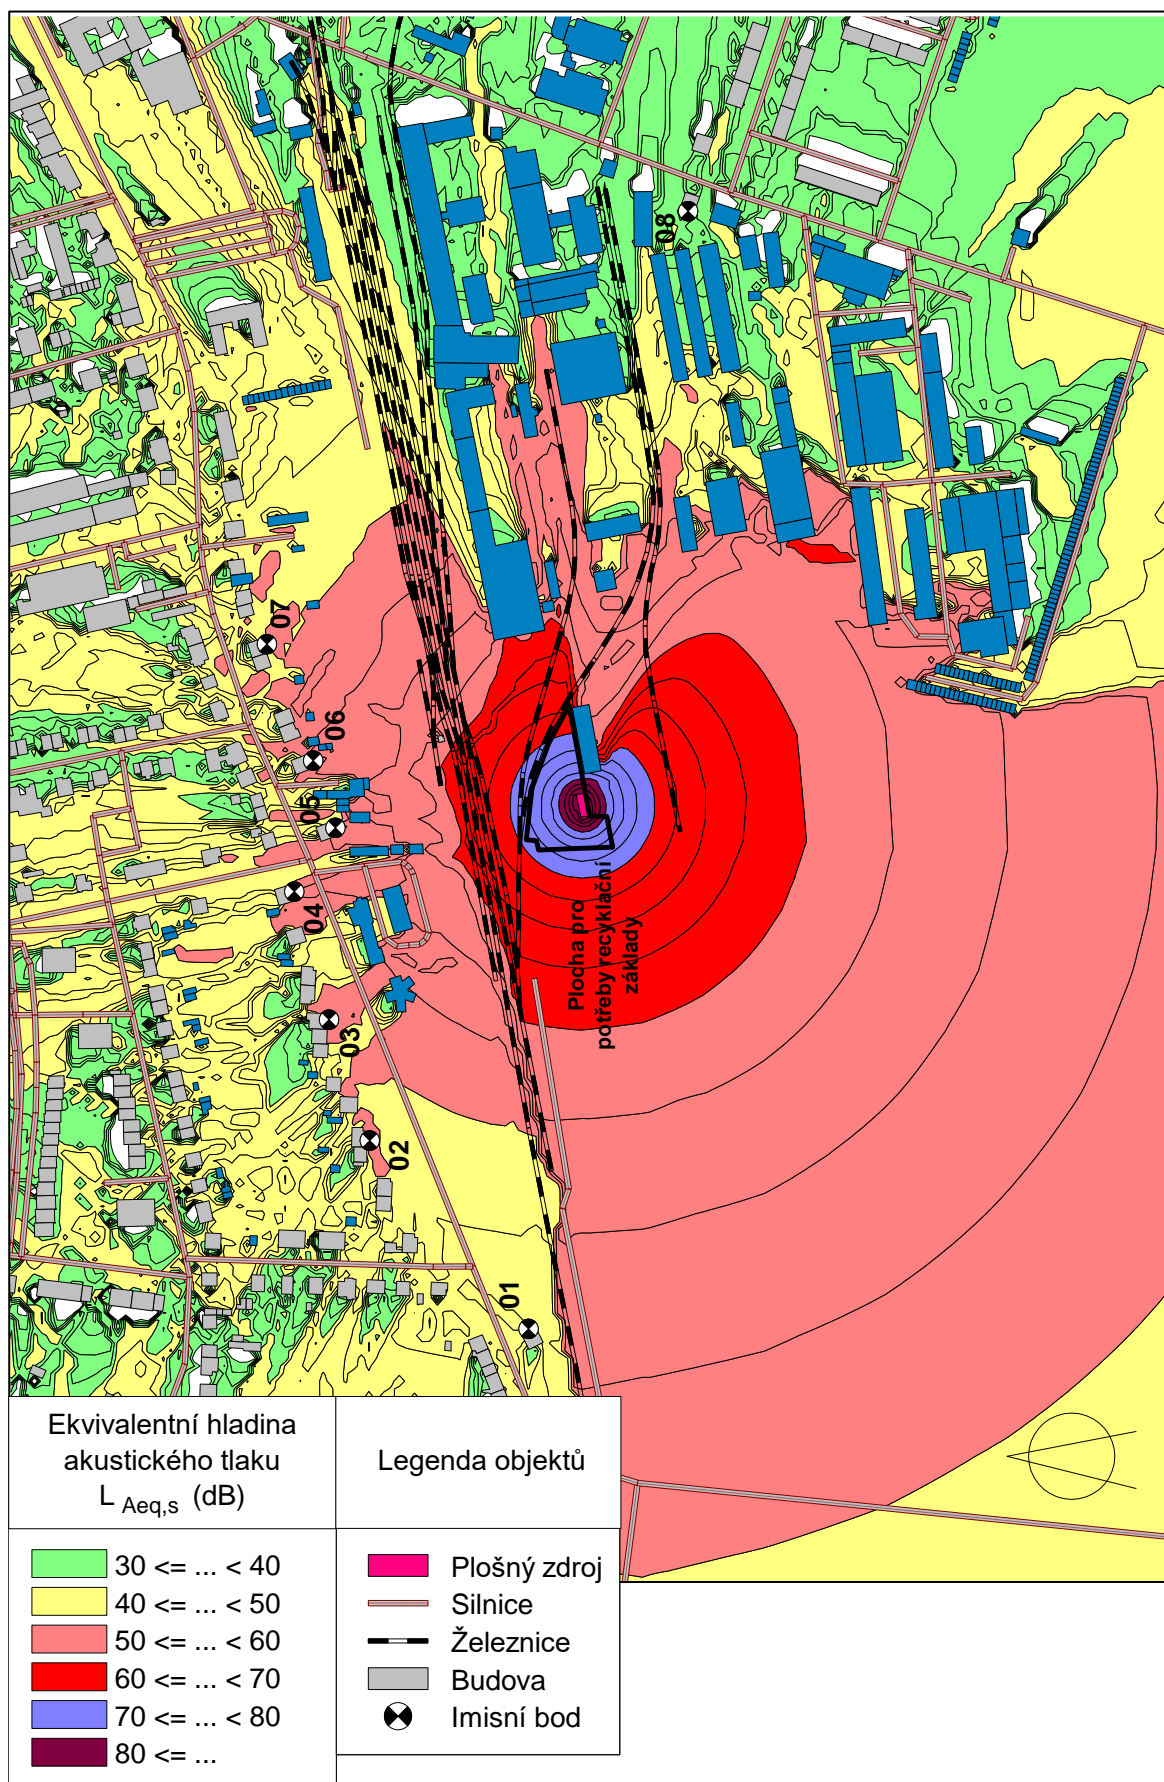 08
07
06
05
04
Plocha pro
potřeby recyklační
základy
03
02
01
Ekvivalentní hladina
akustického tlaku
L Aeq,s (dB)
30 <= ... < 40
40 <= ... < 50
50 <= ... < 60
60 <= ... < 70
70 <= ... < 80
80 <= ...
Legenda objektů
Plošný zdroj
Silnice
Železnice
Budova
Imisní bod